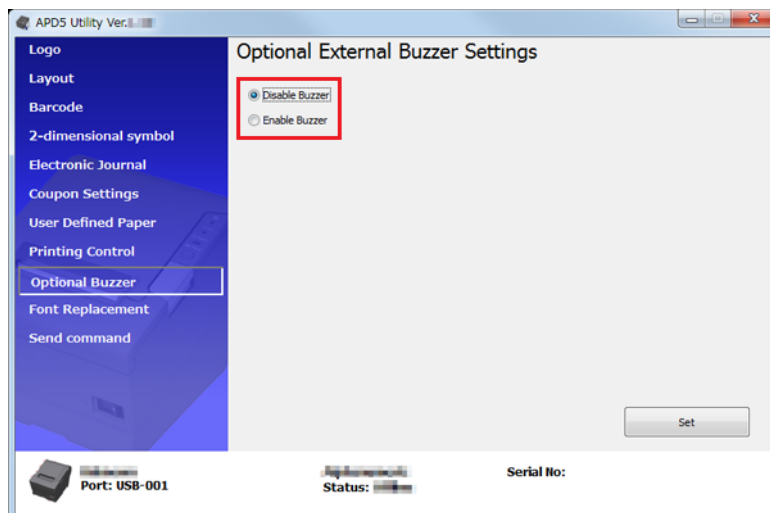 APD5 Utility Ver.
Logo
Layout
Barcode
2-dimensional symbol
Electronic Journal
Coupon Settings
User Defined Paper
Printing Control
Optional Buzzer
Font Replacement
Send command
Optional External Buzzer Settings
Disable Buzzer
Enable Buzzer
Set
Port: USB-001
Status:
Serial No: